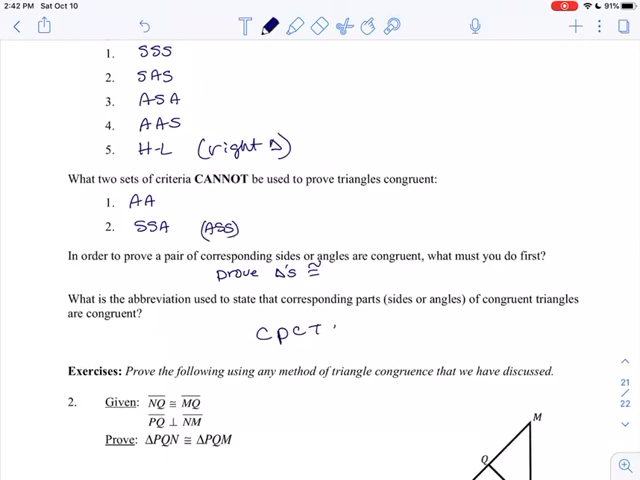 2:42 PM Sat Oct 10
91%
1. SSS
2. SAS
3. ASA
4. AAS
5. H-L (right Δ)
What two sets of criteria CANNOT be used to prove triangles congruent:
1. AA
2. SSA (ASS)
In order to prove a pair of corresponding sides or angles are congruent, what must you do first?
prove Δ's ≅
What is the abbreviation used to state that corresponding parts (sides or angles) of congruent triangles
are congruent?
CPCT
Exercises: Prove the following using any method of triangle congruence that we have discussed.
21
/
22
2. Given: NQ ≅ MQ
PQ ⊥ NM
Prove: ΔPQN ≅ ΔPQM
M
Q